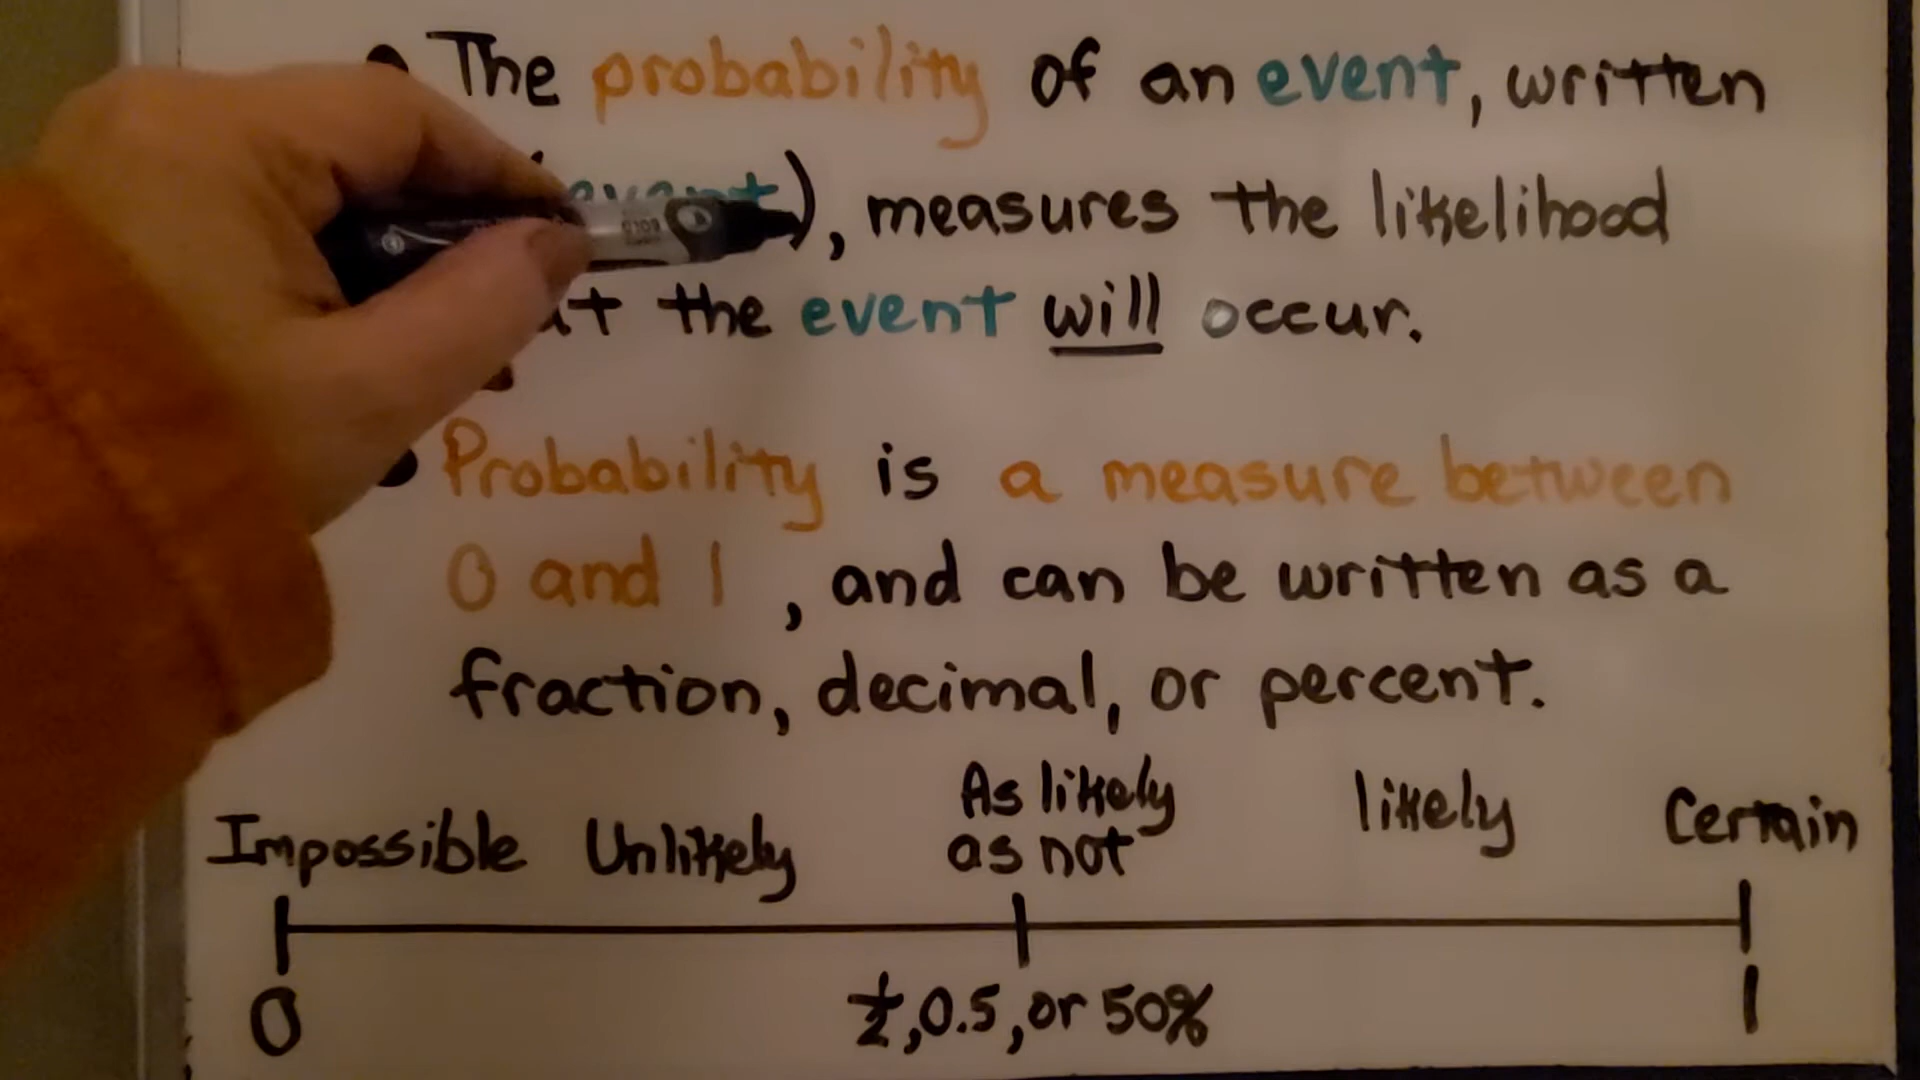 The probability of an event, written
event), measures the likelihood
the event will occur.
Probability is a measure between
0 and 1, and can be written as a
fraction, decimal, or percent.
Impossible Unlikely As likely as not likely Certain
0 1/2, 0.5, or 50% 1